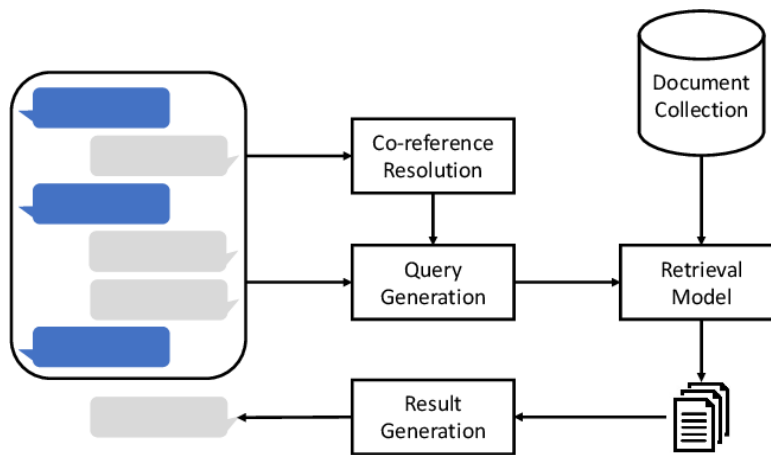 Document
Collection
Co-reference
Resolution
Query
Generation
Retrieval
Model
Result
Generation